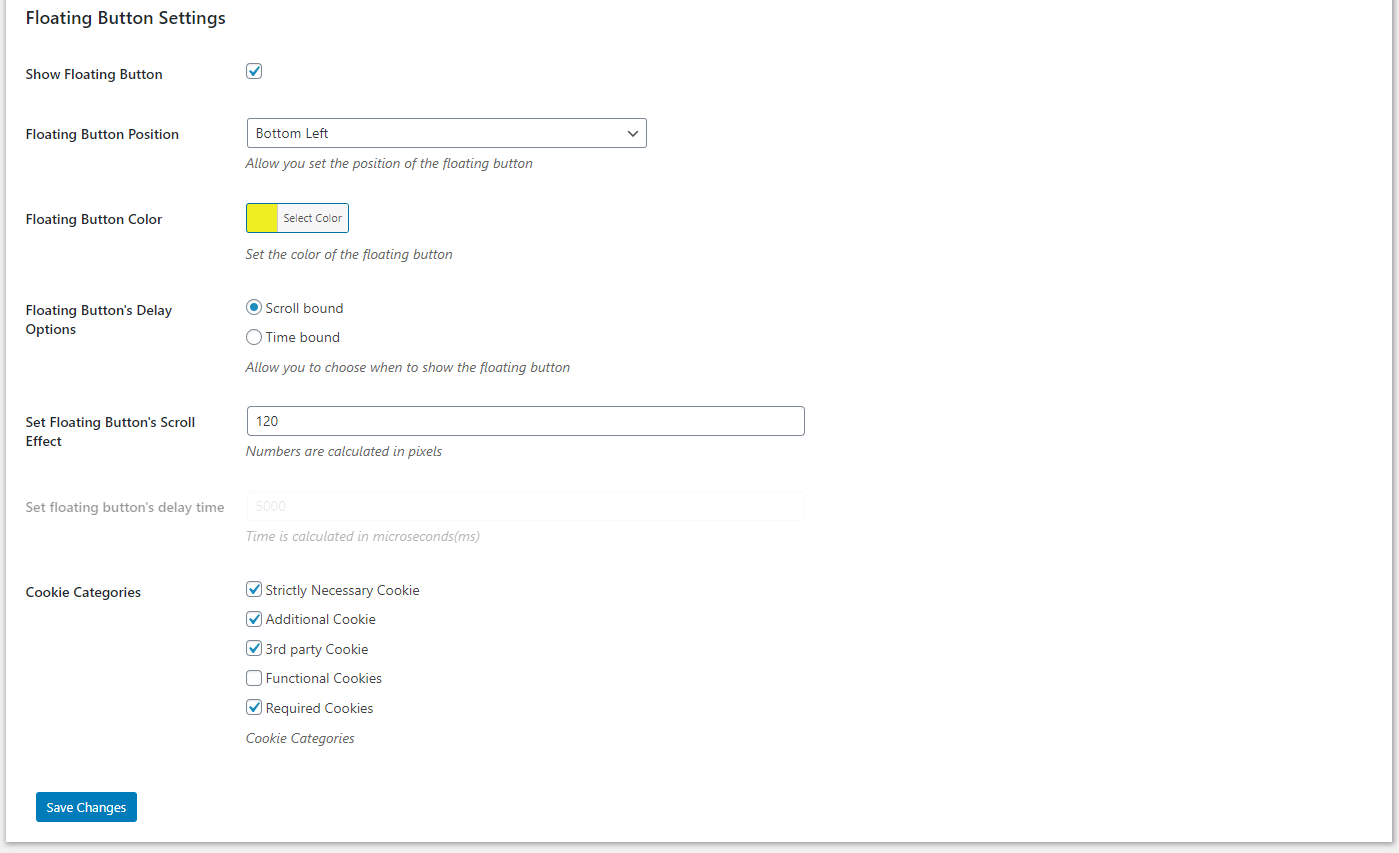 Floating Button Settings
Show Floating Button
Floating Button Position
Bottom Left
Allow you set the position of the floating button
Floating Button Color
Select Color
Set the color of the floating button
Floating Button's Delay
Options
Scroll bound
Time bound
Allow you to choose when to show the floating button
Set Floating Button's Scroll
Effect
120
Numbers are calculated in pixels
Set floating button's delay time
5000
Time is calculated in microseconds(ms)
Cookie Categories
Strictly Necessary Cookie
Additional Cookie
3rd party Cookie
Functional Cookies
Required Cookies
Cookie Categories
Save Changes